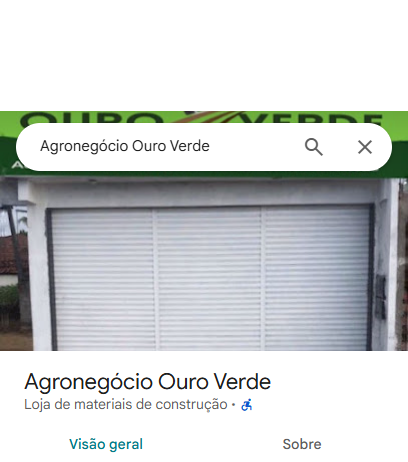 OURO VERDE
Agronegócio Ouro Verde
Agronegócio Ouro Verde
Loja de materiais de construção ·
Visão geral
Sobre